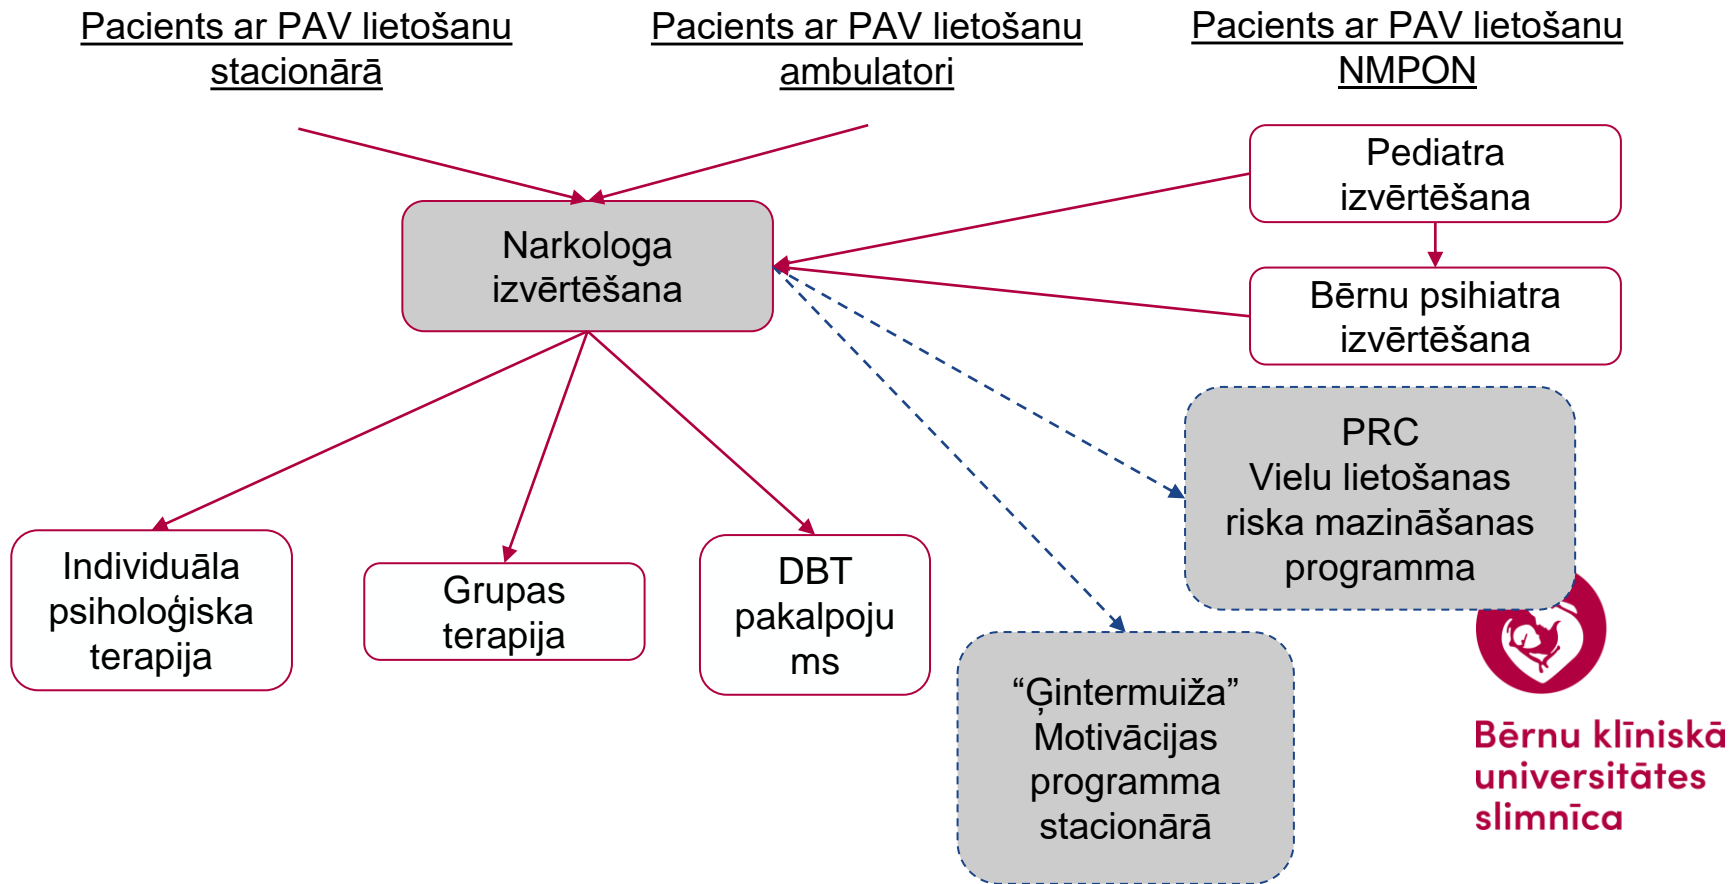 Pacients ar PAV lietošanu
stacionārā
Pacients ar PAV lietošanu
ambulatori
Pacients ar PAV lietošanu
NMPON
Pediatra
izvērtēšana
Narkologa
izvērtēšana
Bērnu psihiatra
izvērtēšana
PRC
Vielu lietošanas
riska mazināšanas
programma
Individuāla
psiholoģiska
terapija
Grupas
terapija
DBT
pakalpoju
ms
“Ģintermuiža”
Motivācijas
programma
stacionārā
Bērnu klīniskā
universitātes
slimnīca